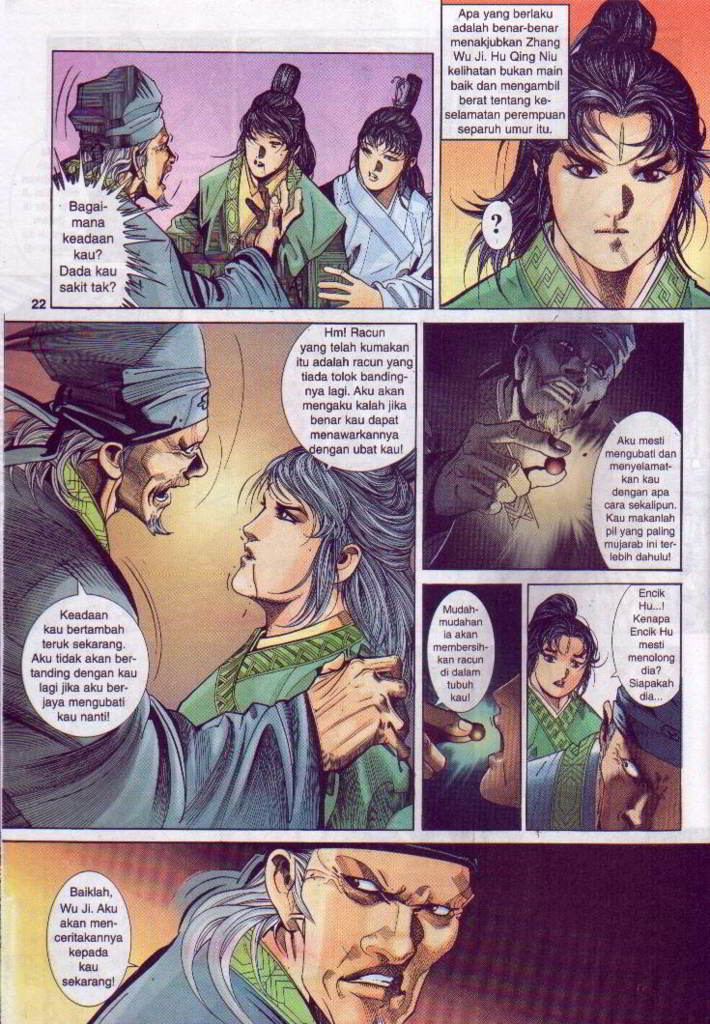 Apa yang berlaku
adalah benar-benar
menakjubkan Zhang
Wu Ji. Hu Qing Niu
kelihatan bukan main
baik dan mengambil
berat tentang ke-
selamatan perempuan
separuh umur itu.
Bagai-
mana
keadaan
kau?
Dada kau
sakit tak?
?
22
Hm! Racun
yang telah kumakan
itu adalah racun yang
tiada tolok banding-
nya lagi. Aku akan
mengaku kalah jika
benar kau dapat
menawarkannya
dengan ubat kau!
Keadaan
kau bertambah
teruk sekarang.
Aku tidak akan ber-
tanding dengan kau
lagi jika aku ber-
jaya mengubati
kau nanti!
Aku mesti
mengubati dan
menyelamat-
kan kau
dengan apa
cara sekalipun.
Kau makanlah
pil yang paling
mujarab ini ter-
lebih dahulu!
Mudah-
mudahan
ia akan
membersih-
kan racun
di dalam
tubuh
kau!
Encik
Hu...!
Kenapa
Encik Hu
mesti
menolong
dia?
Siapakah
dia...
Baiklah,
Wu Ji. Aku
akan men-
ceritakannya
kepada
kau
sekarang!